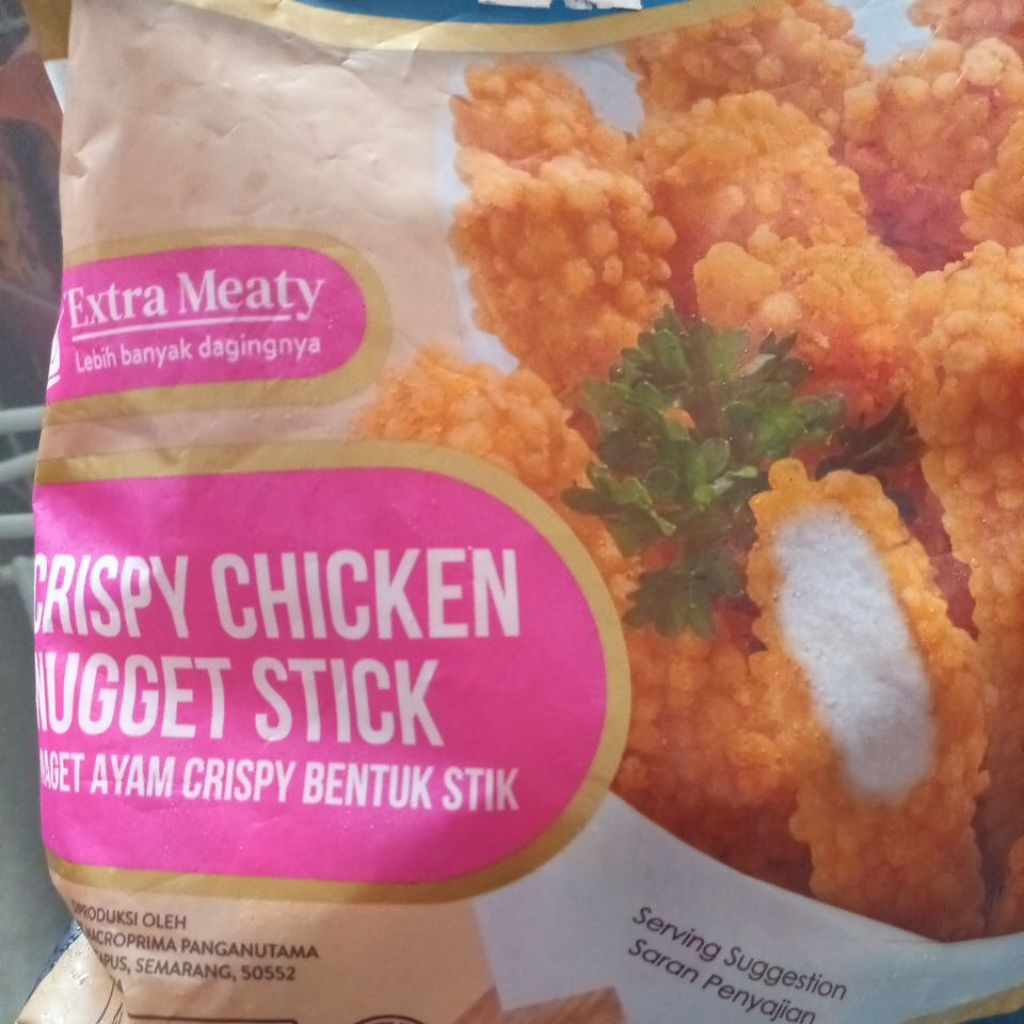 Extra Meaty
Lebih banyak dagingnya
CRISPY CHICKEN
NUGGET STICK
NAGET AYAM CRISPY BENTUK STIK
DIPRODUKSI OLEH
MACROPRIMA PANGANUTAMA
SEMARANG, 50552
Serving Suggestion
Saran Penyajian